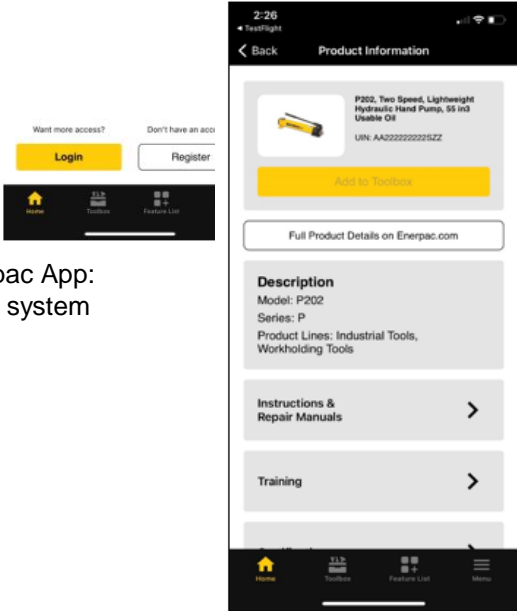 Want more access?
Don't have an acco
Login
Register
Home
Toolbox
Feature List
pac App:
system
2:26
TestFlight
Back
Product Information
P202, Two Speed, Lightweight
Hydraulic Hand Pump, 55 in3
Usable Oil
UIN: AA222222222SZZ
Add to Toolbox
Full Product Details on Enerpac.com
Description
Model: P202
Series: P
Product Lines: Industrial Tools,
Workholding Tools
Instructions &
Repair Manuals
Training
Home
Toolbox
Feature List
Menu